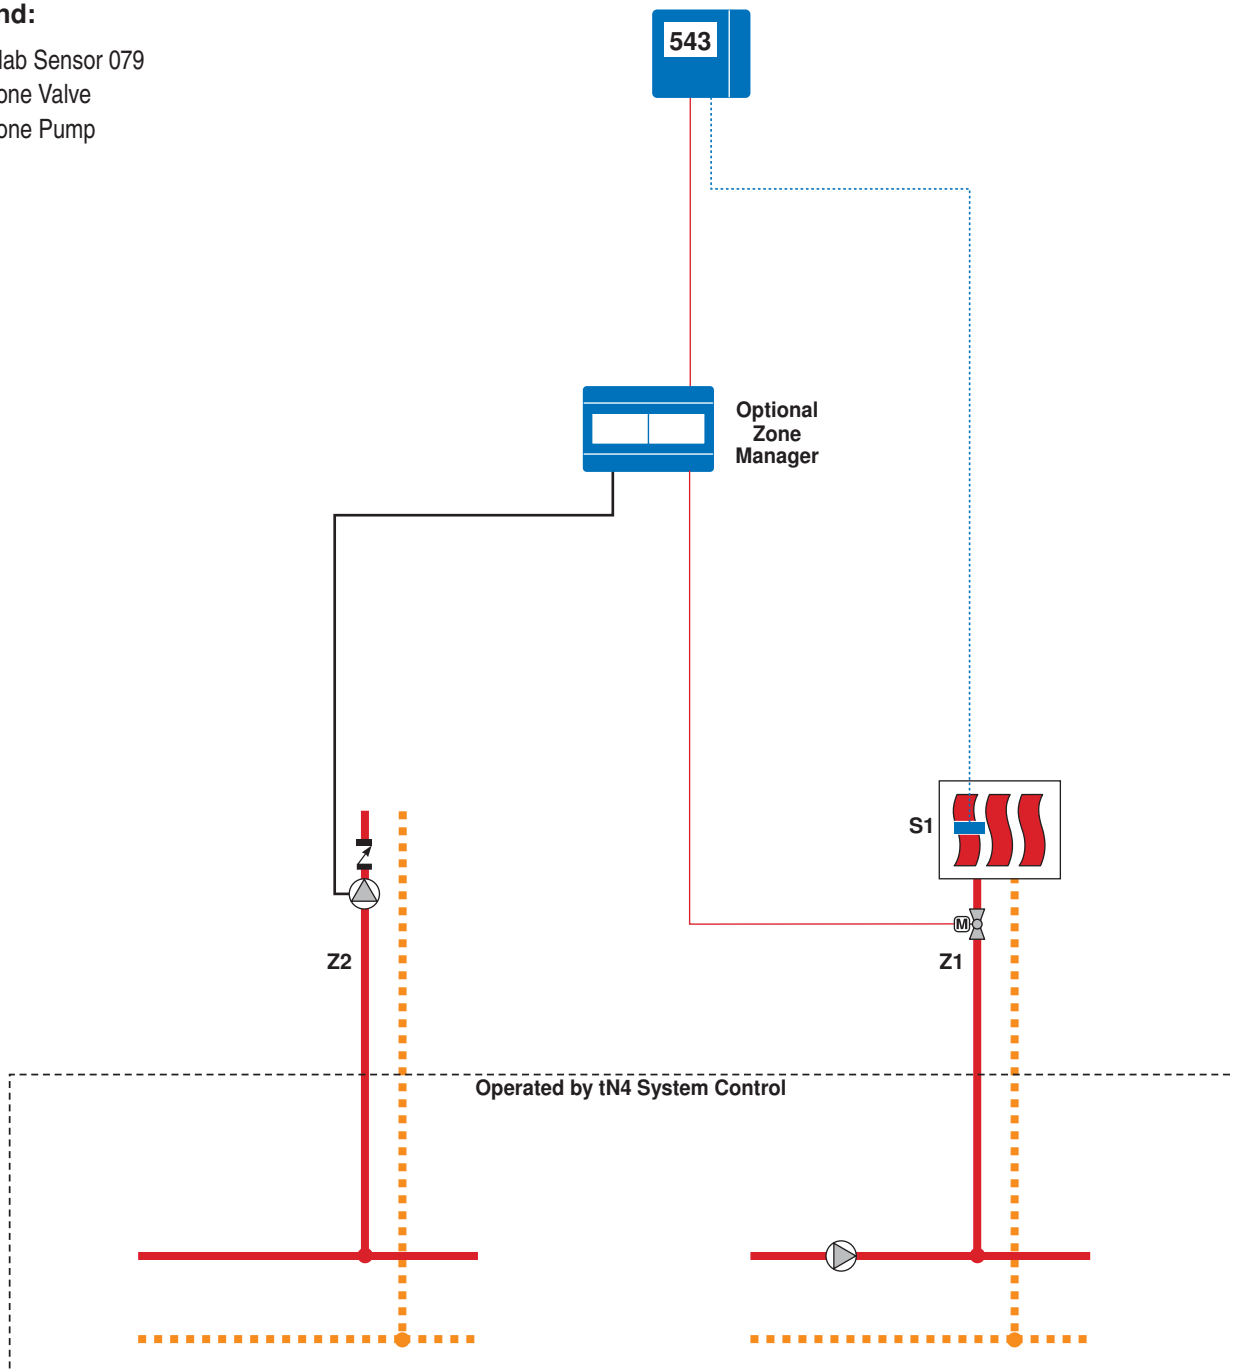 nd:
lab Sensor 079
one Valve
one Pump
543
Optional
Zone
Manager
S1
M
Z2
Z1
Operated by tN4 System Control